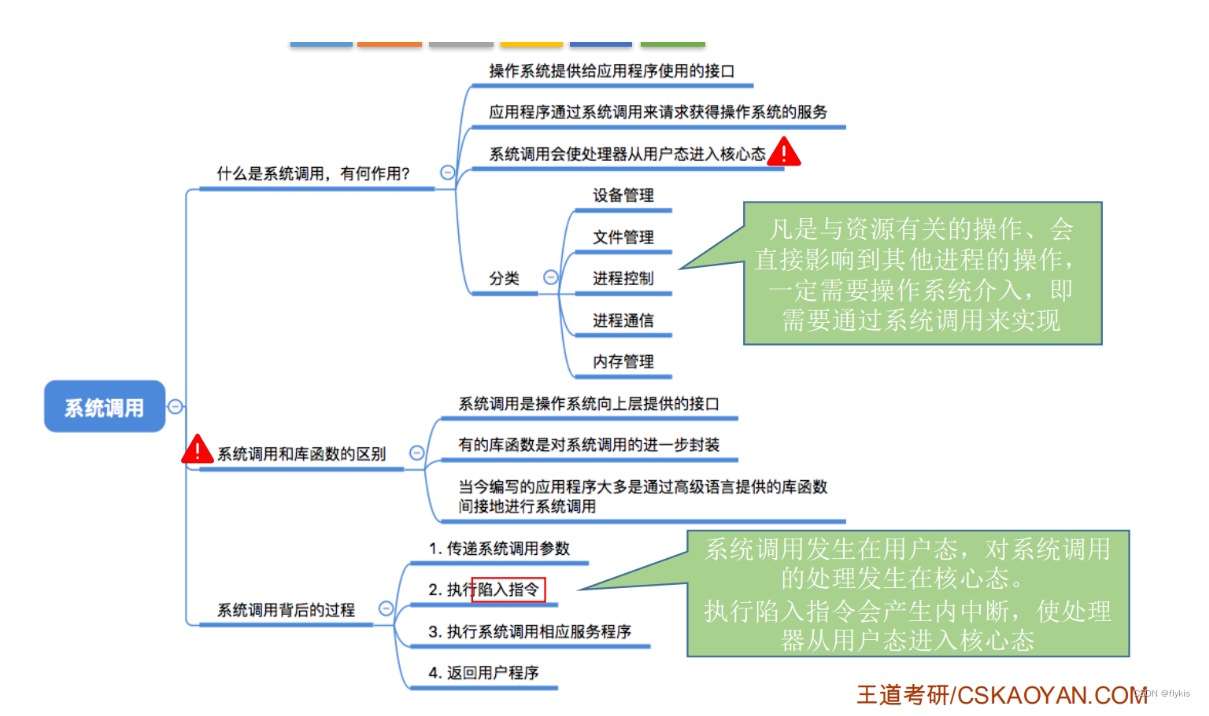 操作系统提供给应用程序使用的接口
应用程序通过系统调用来请求获得操作系统的服务
系统调用会使处理器从用户态进入核心态
什么是系统调用，有何作用？
设备管理
文件管理
分类
进程控制
进程通信
内存管理
凡是与资源有关的操作、会
直接影响到其他进程的操作，
一定需要操作系统介入，即
需要通过系统调用来实现
系统调用
系统调用是操作系统向上层提供的接口
系统调用和库函数的区别
有的库函数是对系统调用的进一步封装
当今编写的应用程序大多是通过高级语言提供的库函数
间接地进行系统调用
1. 传递系统调用参数
2. 执行陷入指令
系统调用背后的过程
3. 执行系统调用相应服务程序
4. 返回用户程序
系统调用发生在用户态，对系统调用
的处理发生在核心态。
执行陷入指令会产生内中断，使处理
器从用户态进入核心态
王道考研/CSKAOYAN.COM
CSDN @flykis